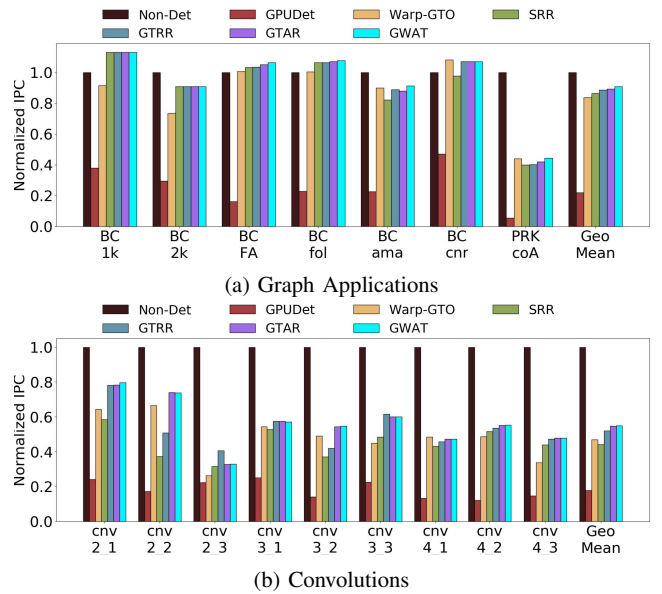 Non-Det GPUDet Warp-GTO SRR
GTRR GTAR GWAT
Normalized IPC
1.0
0.8
0.6
0.4
0.2
0.0
BC BC BC BC BC BC PRK Geo
1k 2k FA fol ama cnr coA Mean
(a) Graph Applications
Non-Det GPUDet Warp-GTO SRR
GTRR GTAR GWAT
Normalized IPC
1.0
0.8
0.6
0.4
0.2
0.0
cnv cnv cnv cnv cnv cnv cnv cnv cnv Geo
2_1 2_2 2_3 3_1 3_2 3_3 4_1 4_2 4_3 Mean
(b) Convolutions